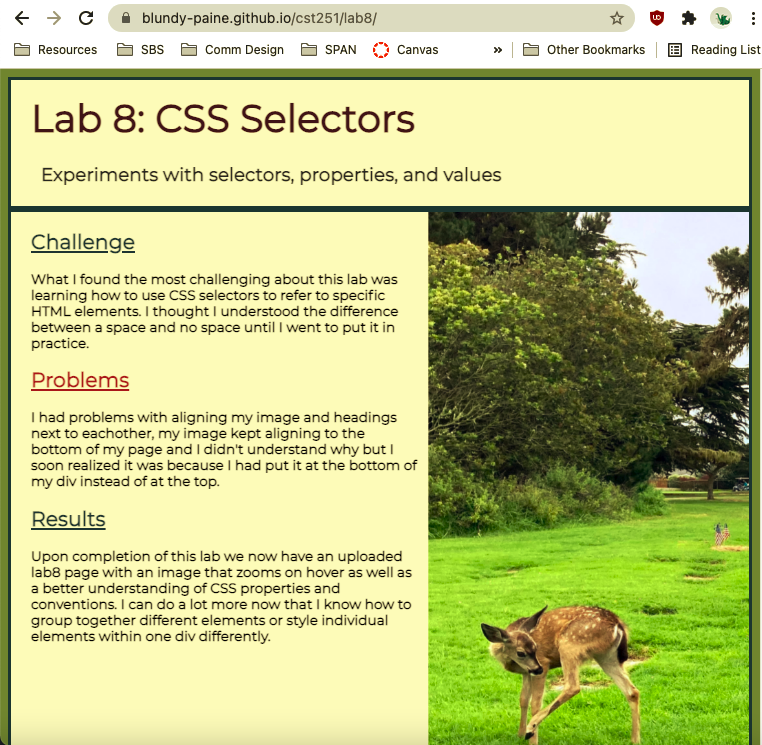 blundy-paine.github.io/cst251/lab8/
Resources SBS Comm Design SPAN Canvas » Other Bookmarks Reading List
Lab 8: CSS Selectors
Experiments with selectors, properties, and values
Challenge
What I found the most challenging about this lab was
learning how to use CSS selectors to refer to specific
HTML elements. I thought I understood the difference
between a space and no space until I went to put it in
practice.
Problems
I had problems with aligning my image and headings
next to eachother, my image kept aligning to the
bottom of my page and I didn't understand why but I
soon realized it was because I had put it at the bottom of
my div instead of at the top.
Results
Upon completion of this lab we now have an uploaded
lab8 page with an image that zooms on hover as well as
a better understanding of CSS properties and
conventions. I can do a lot more now that I know how to
group together different elements or style individual
elements within one div differently.